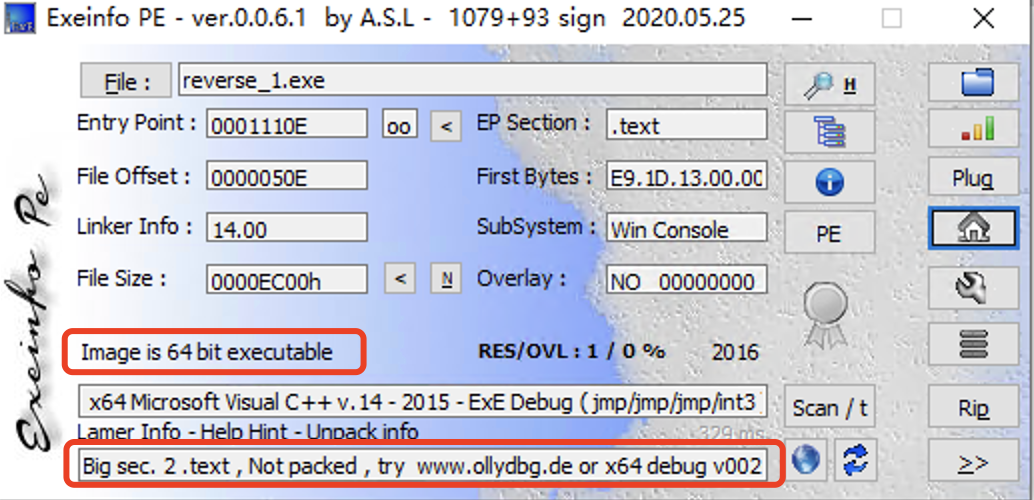 Exeinfo PE - ver.0.0.6.1 by A.S.L - 1079+93 sign 2020.05.25
File : reverse_1.exe H
Entry Point : 0001110E oo < EP Section : .text
File Offset : 0000050E First Bytes : E9.1D.13.00.00 Plug
Linker Info : 14.00 SubSystem : Win Console PE
File Size : 0000EC00h < N Overlay : NO 00000000
Image is 64 bit executable RES/OVL : 1 / 0 % 2016
x64 Microsoft Visual C++ v.14 - 2015 - ExE Debug ( jmp/jmp/jmp/int3 Scan / t Rip
Lamer Info - Help Hint - Unpack info 329 ms
Big sec. 2 .text , Not packed , try www.ollydbg.de or x64 debug v002 >>
Exeinfo Pe